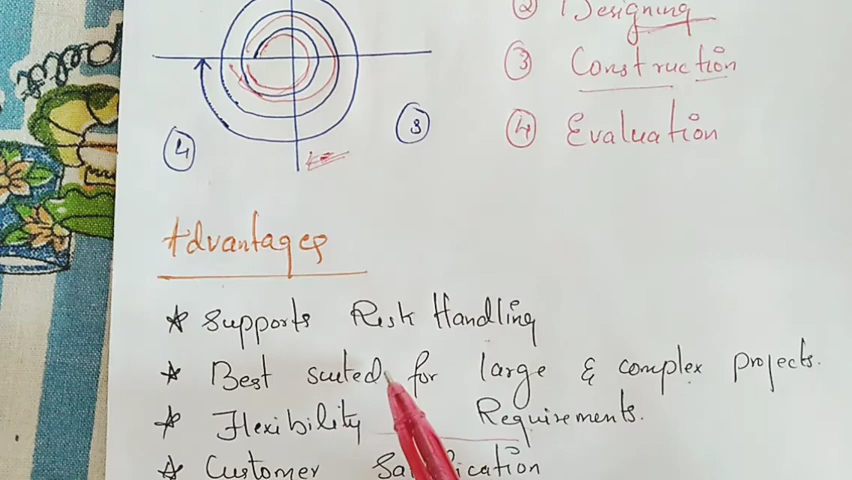 ② Designing
③ Construction
3
④ Evaluation
4
Advantages
* Supports Risk Handling
* Best suited for large & complex projects.
* Flexibility Requirements.
* Customer